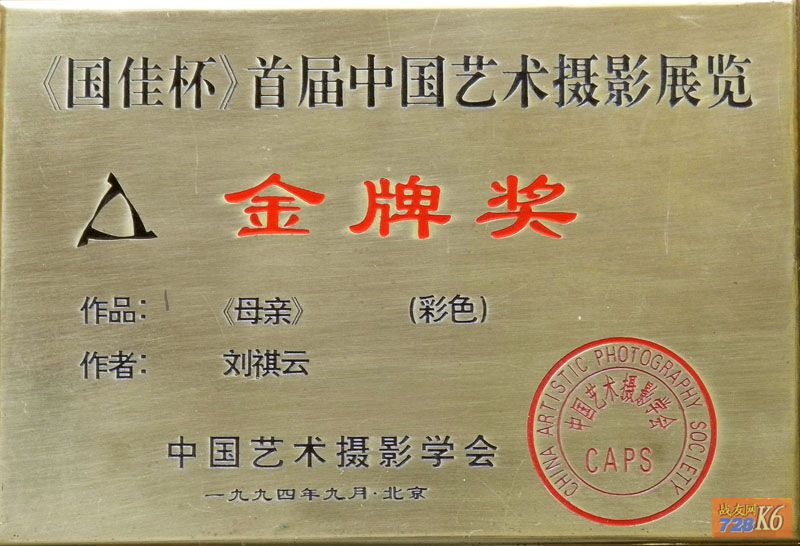 《国佳杯》首届中国艺术摄影展览
金牌奖
作品： 《母亲》 (彩色)
作者： 刘祺云
中国艺术摄影学会
一九九四年九月·北京
CHINA ARTISTIC PHOTOGRAPHY SOCIETY
中国艺术摄影学会
CAPS
战友网
728K6